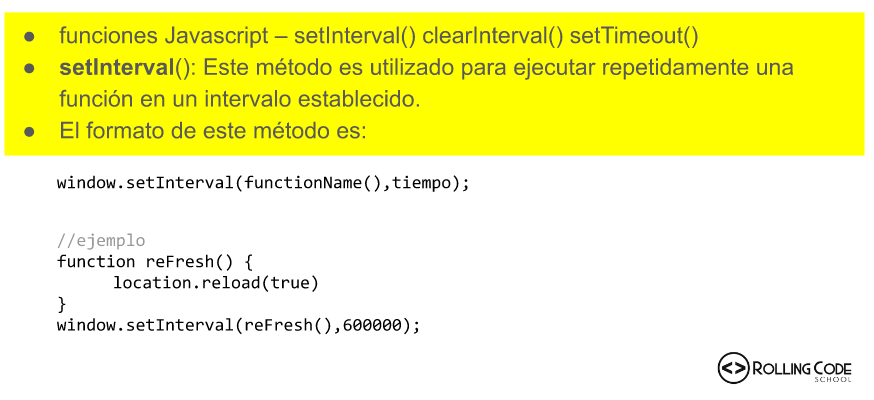 ● funciones Javascript – setInterval() clearInterval() setTimeout()
● setInterval(): Este método es utilizado para ejecutar repetidamente una
función en un intervalo establecido.
● El formato de este método es:
window.setInterval(functionName(),tiempo);
//ejemplo
function reFresh() {
location.reload(true)
}
window.setInterval(reFresh(),600000);
<> ROLLING CODE
SCHOOL